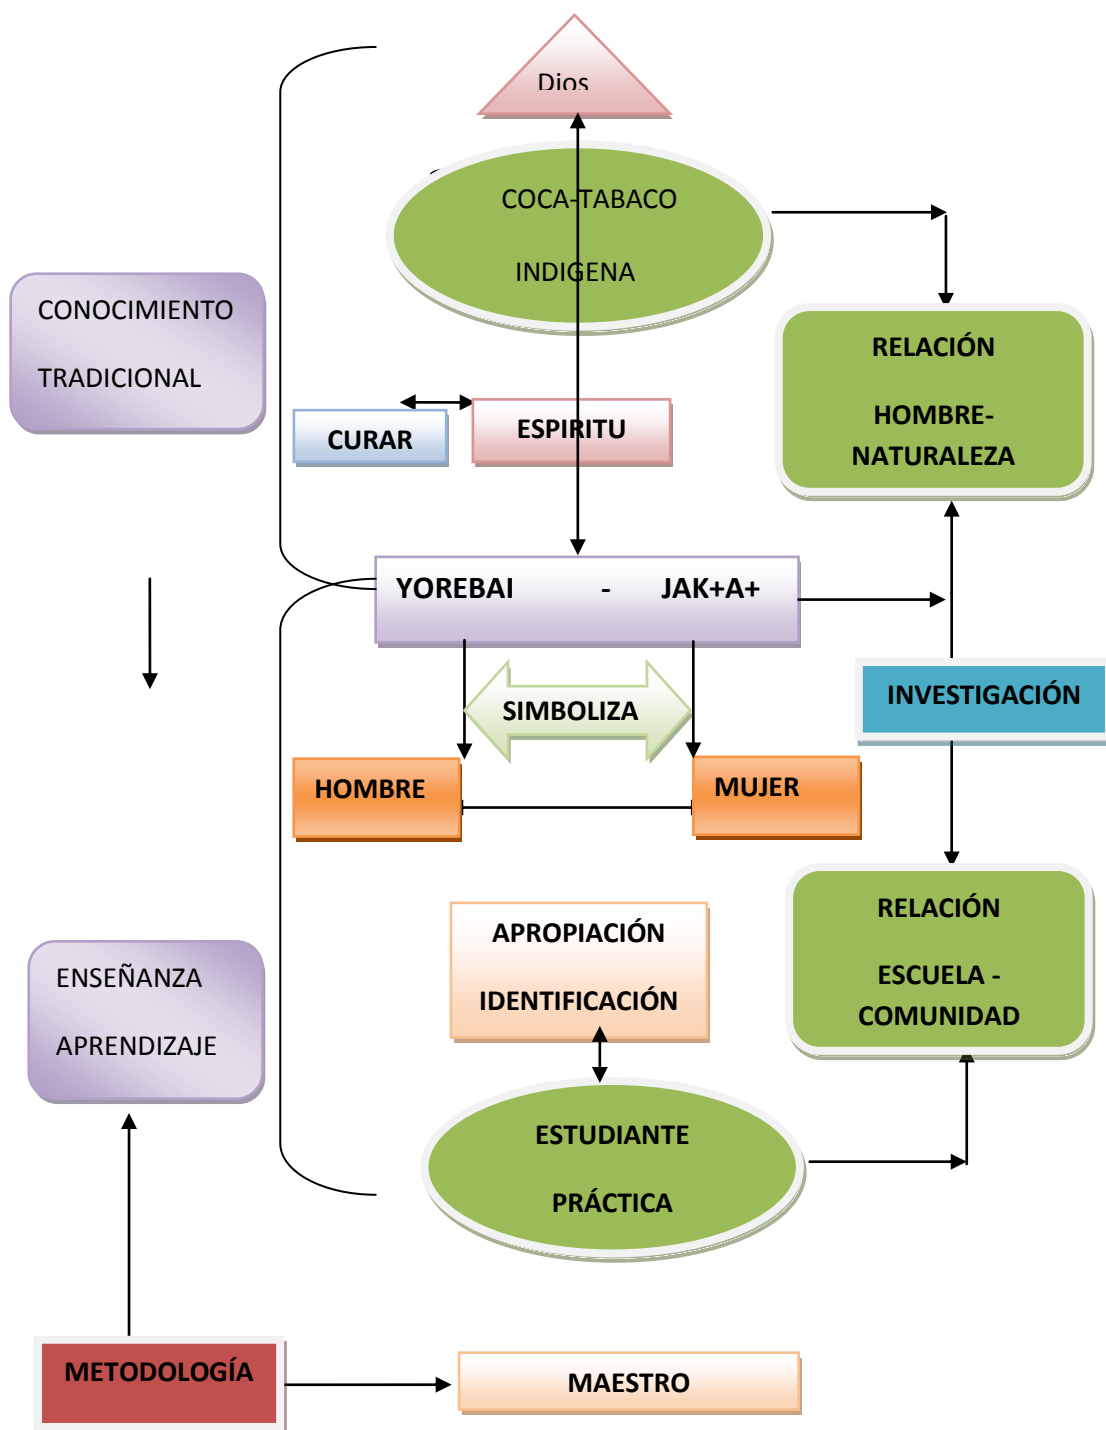 Dios
COCA-TABACO
INDIGENA
CONOCIMIENTO
TRADICIONAL
RELACIÓN
HOMBRE-
NATURALEZA
CURAR
ESPIRITU
YOREBAI - JAK+A+
SIMBOLIZA
INVESTIGACIÓN
HOMBRE
MUJER
APROPIACIÓN
IDENTIFICACIÓN
RELACIÓN
ESCUELA -
COMUNIDAD
ENSEÑANZA
APRENDIZAJE
ESTUDIANTE
PRÁCTICA
METODOLOGÍA
MAESTRO